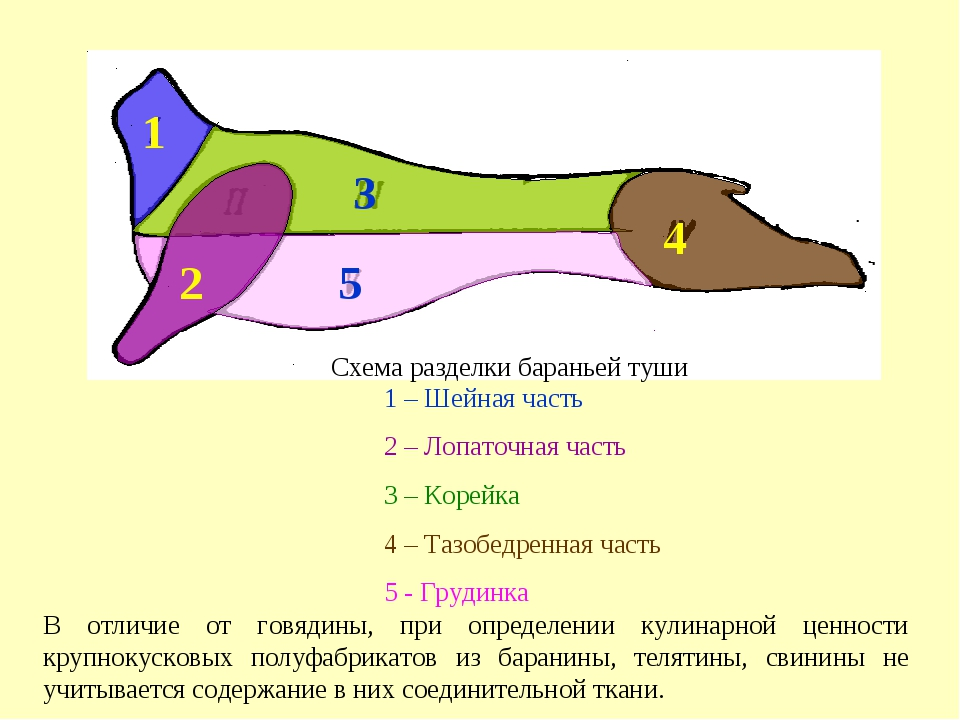 1
3
4
2
5
Схема разделки бараньей туши
1 – Шейная часть
2 – Лопаточная часть
3 – Корейка
4 – Тазобедренная часть
5 - Грудинка
В отличие от говядины, при определении кулинарной ценности
крупнокусковых полуфабрикатов из баранины, телятины, свинины не
учитывается содержание в них соединительной ткани.